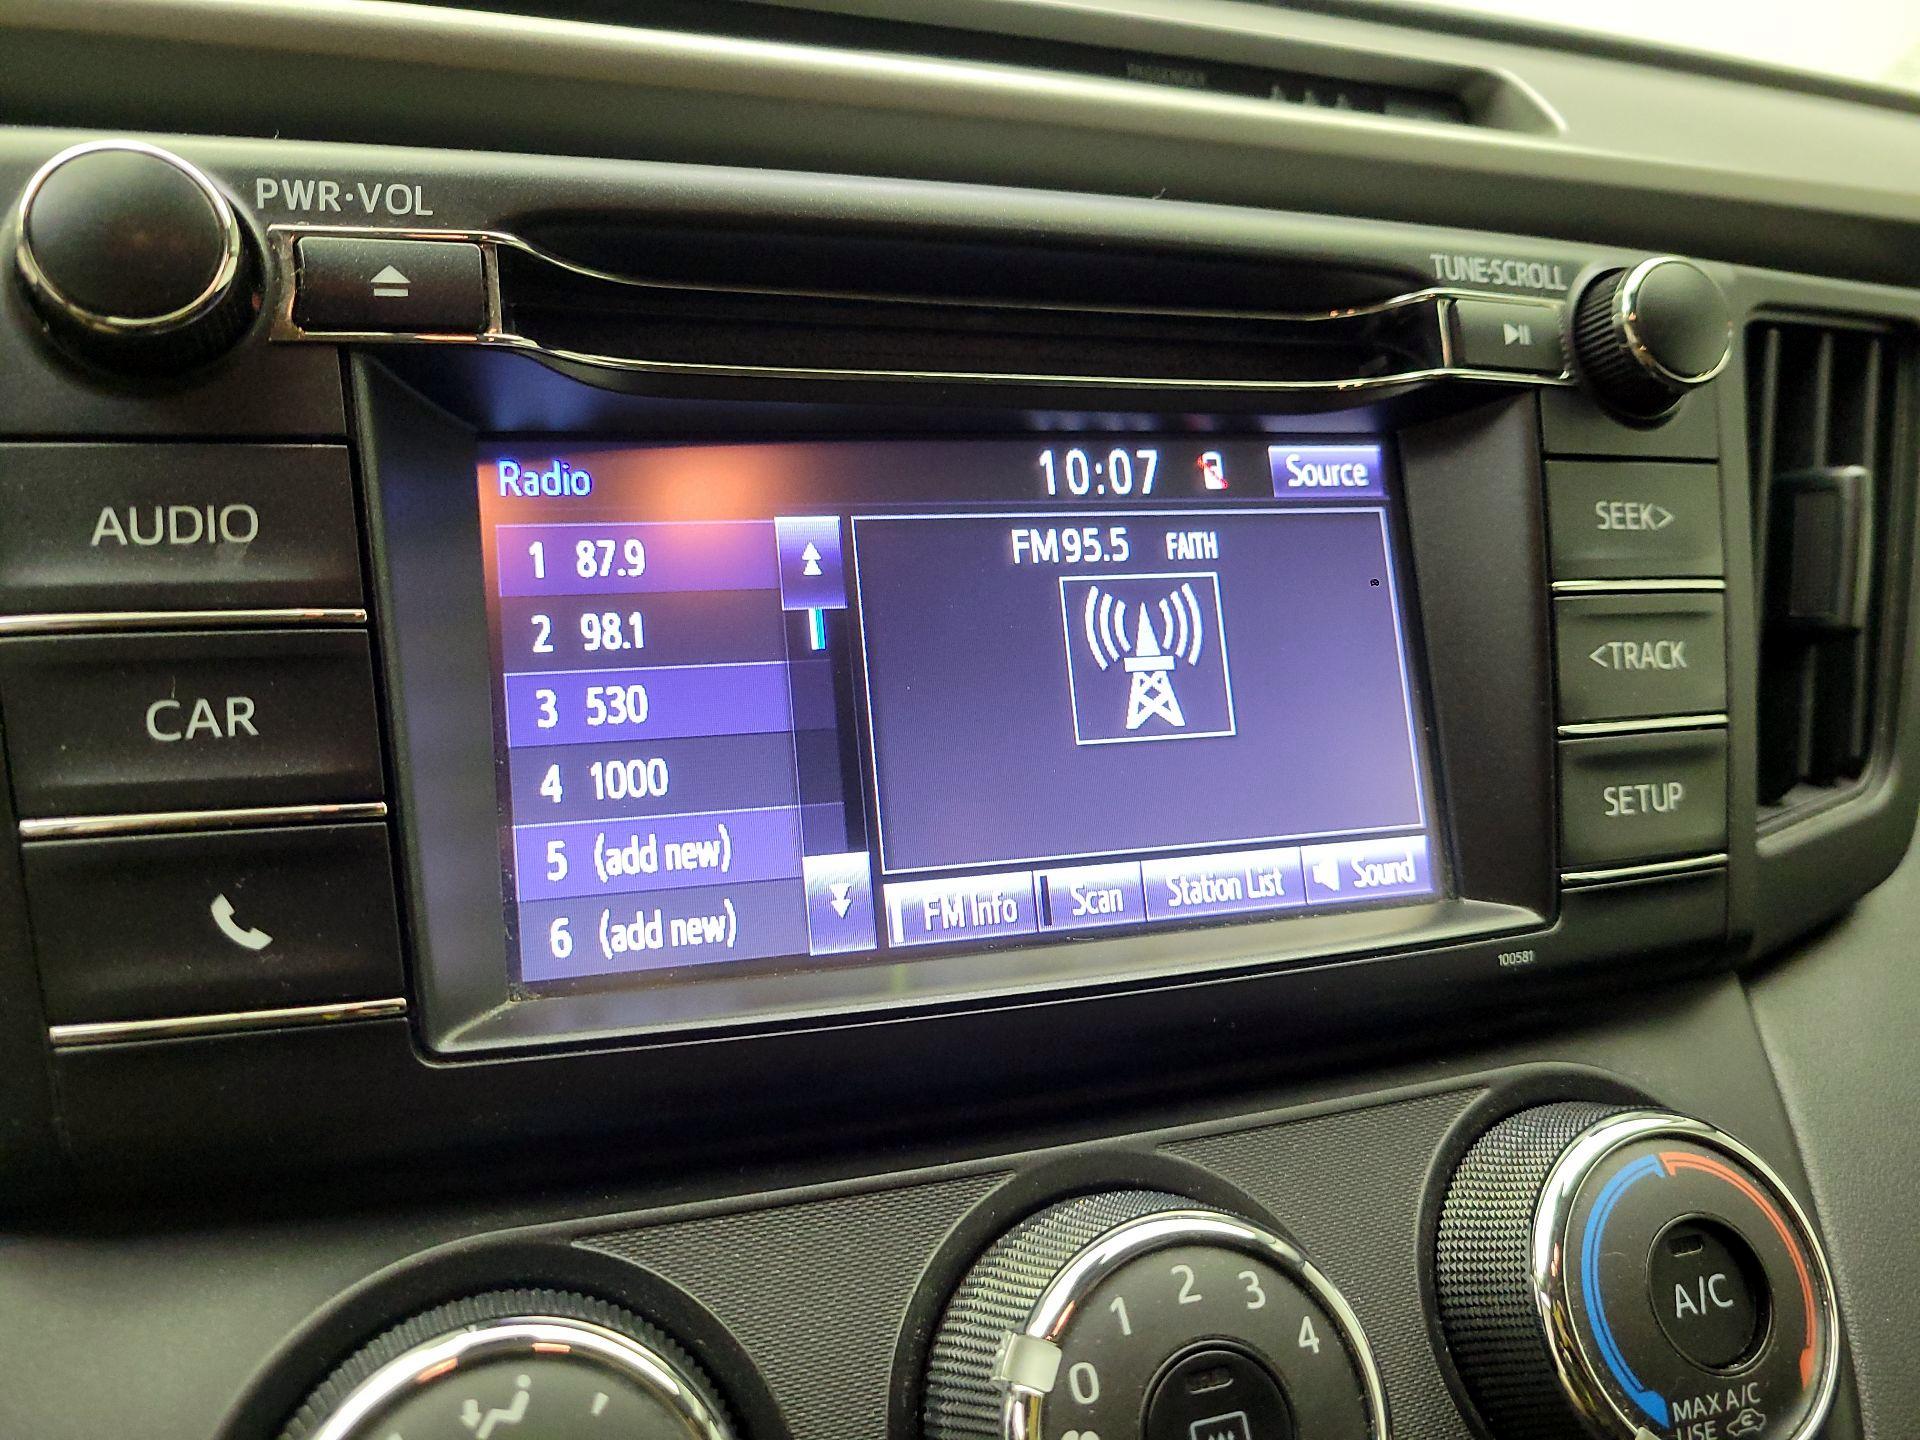 PASSENGER
PWR·VOL
TUNE·SCROLL
AUDIO
CAR
Radio
10:07
Source
1 87.9
2 98.1
3 530
4 1000
5 (add new)
6 (add new)
FM95.5 FAITH
FM Info
Scan
Station List
Sound
SEEK>
<TRACK
SETUP
100581
0
1
2
3
4
A/C
MAX A/C
USE